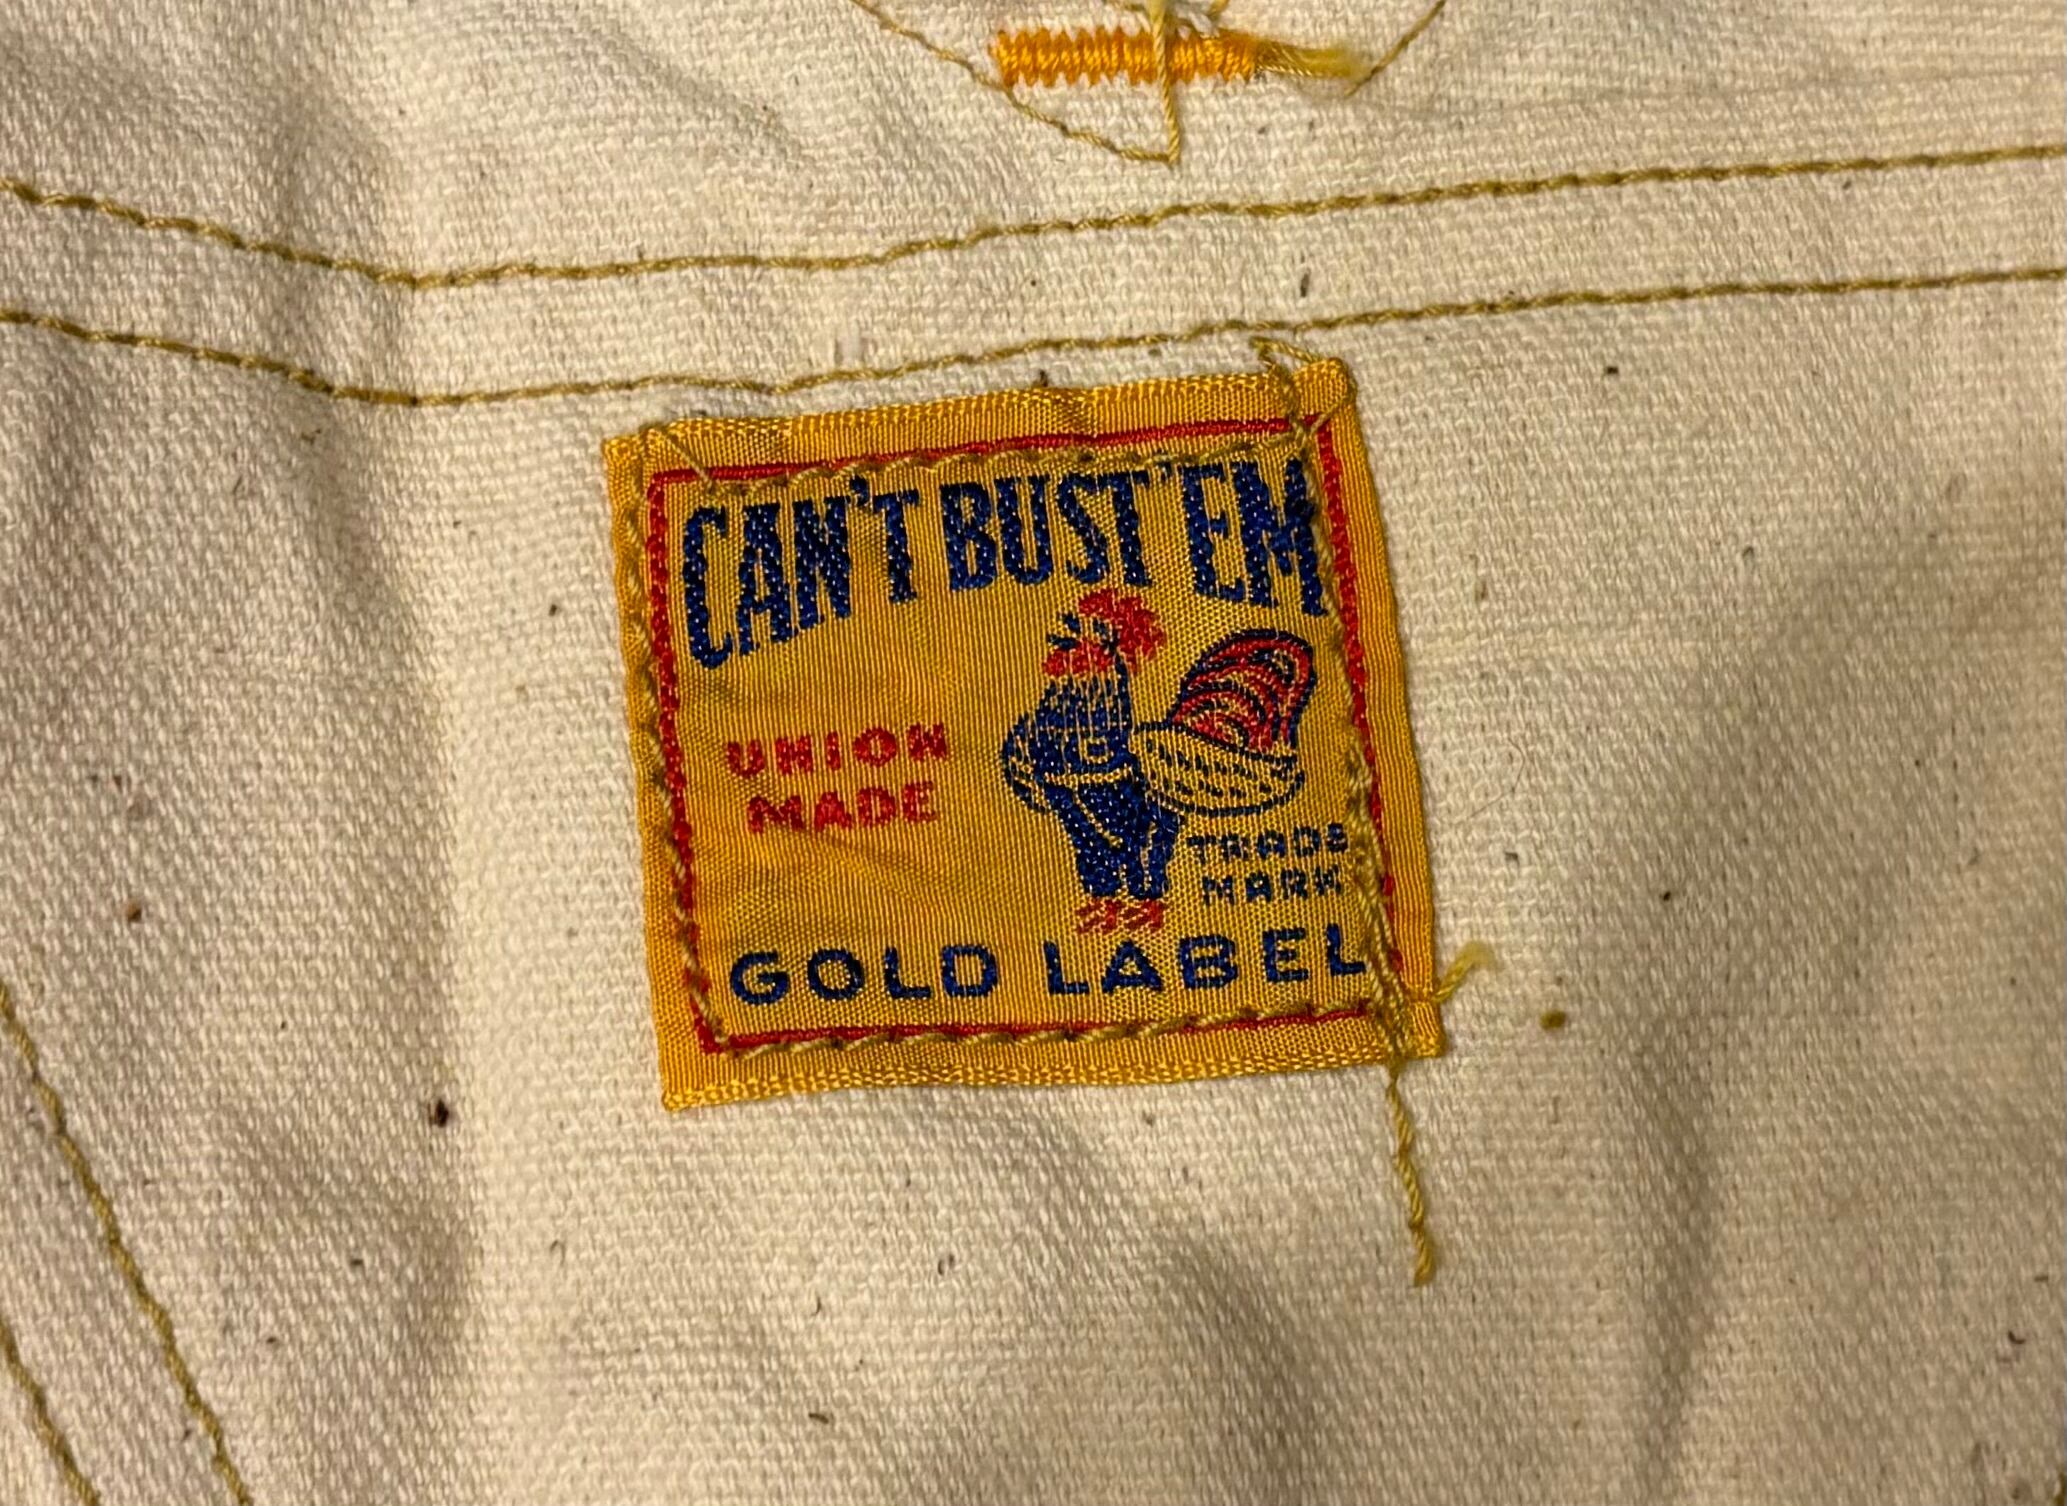 CAN'T BUST 'EM
UNION
MADE
TRADE
MARK
GOLD LABEL